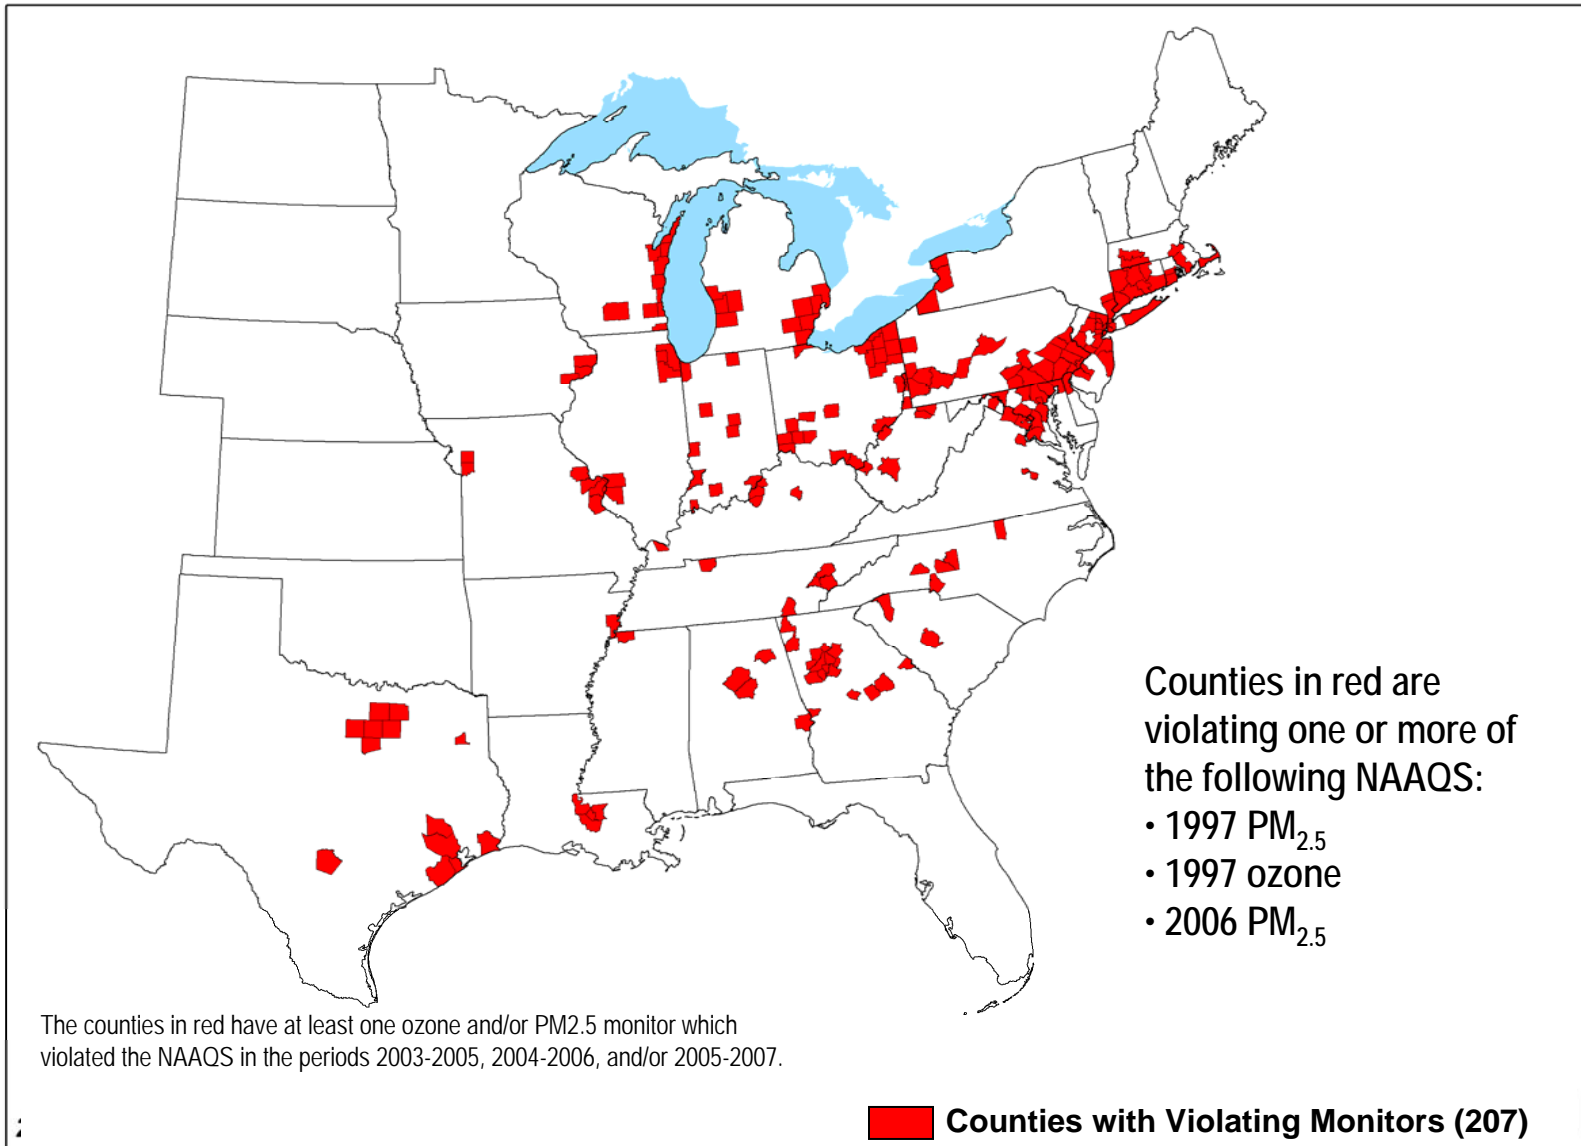 Counties in red are
violating one or more of
the following NAAQS:
• 1997 PM2.5
• 1997 ozone
• 2006 PM2.5
The counties in red have at least one ozone and/or PM2.5 monitor which
violated the NAAQS in the periods 2003-2005, 2004-2006, and/or 2005-2007.
Counties with Violating Monitors (207)